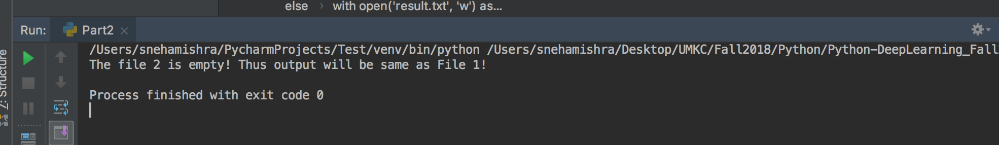 else › with open('result.txt', 'w') as...
Run: Part2
/Users/snehamishra/PycharmProjects/Test/venv/bin/python /Users/snehamishra/Desktop/UMKC/Fall2018/Python/Python-DeepLearning_Fall
The file 2 is empty! Thus output will be same as File 1!
Process finished with exit code 0
Z: Structure